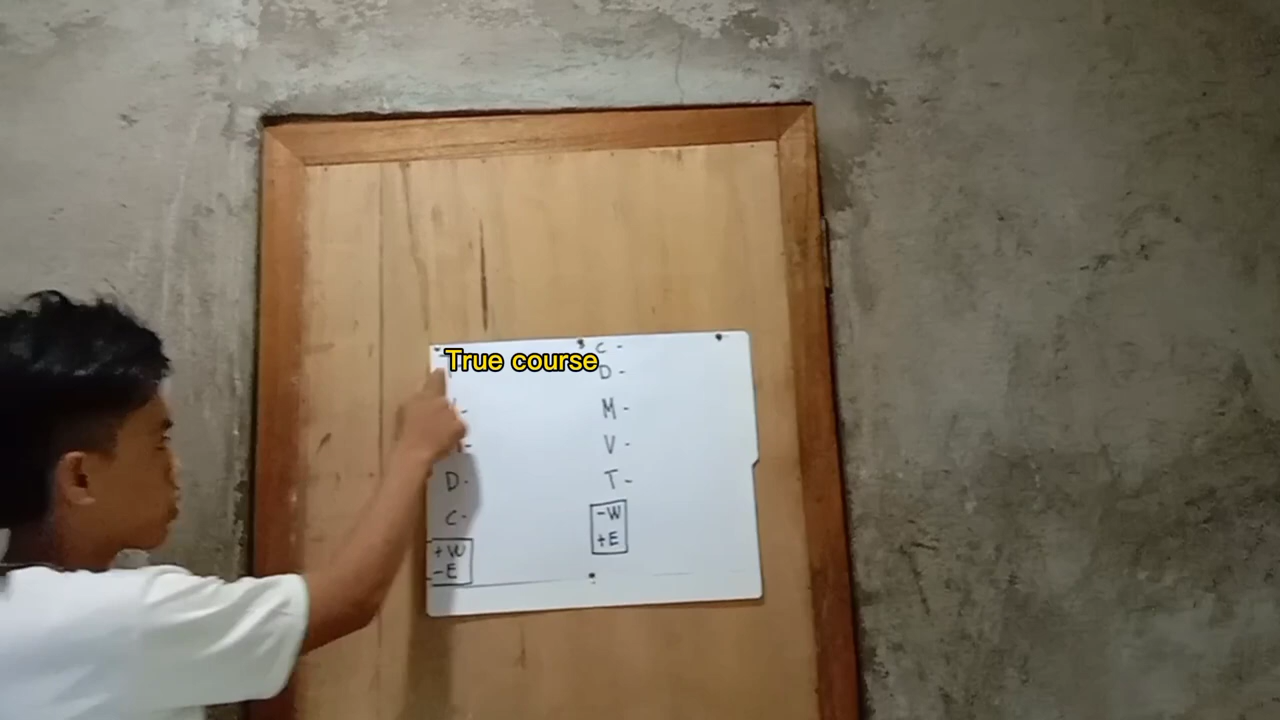 True course
D-
C-
+W
-E
C-
D-
M-
V-
T-
-W
+E